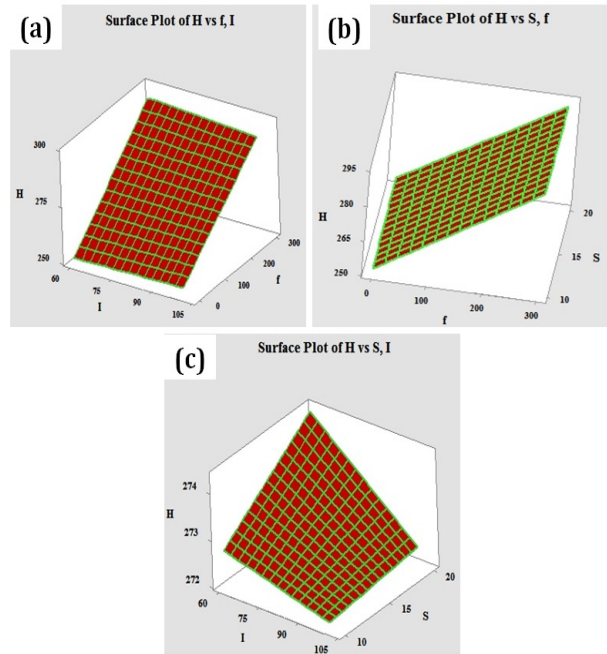 (a)
Surface Plot of H vs f, I
300
H
275
250
60
75
I
90
105
0
100
f
200
300
(b)
Surface Plot of H vs S, f
295
280
H
265
250
0
100
f
200
300
10
15
S
20
(c)
Surface Plot of H vs S, I
274
H
273
272
60
75
I
90
105
10
15
S
20